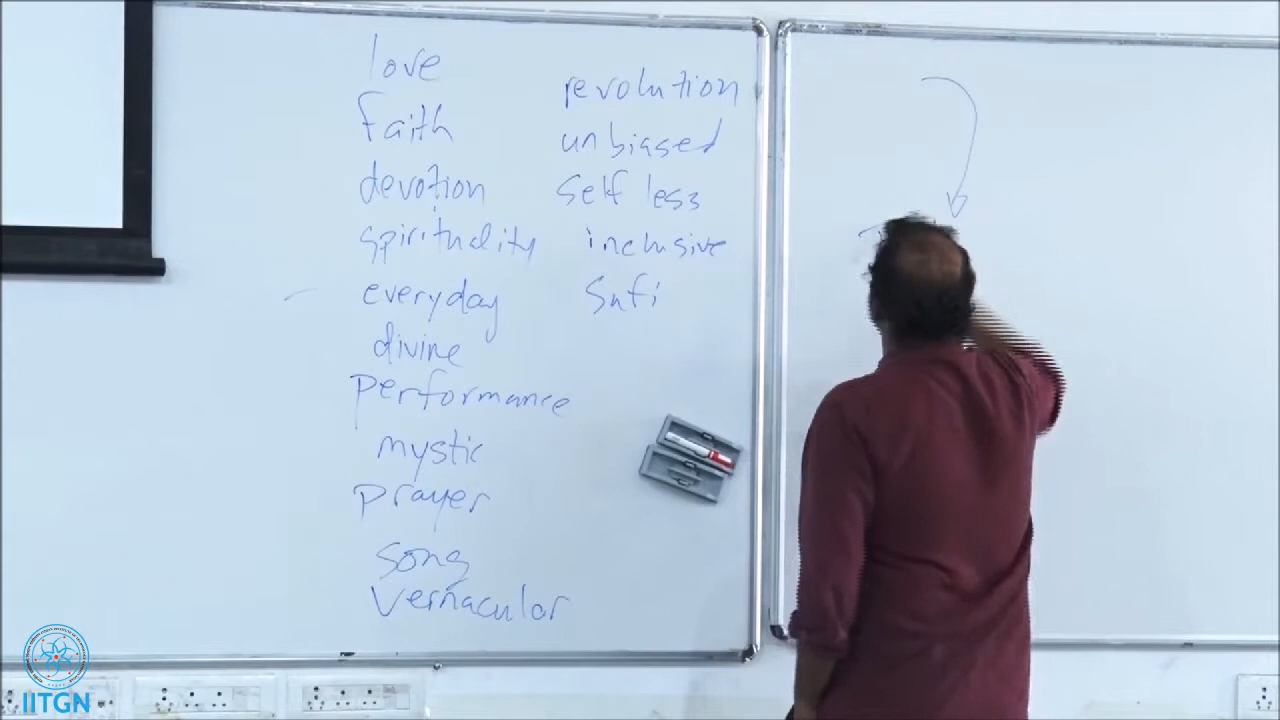 love
faith
devotion
spirituality
everyday
divine
performance
mystic
prayer
song
vernacular
revolution
unbiased
self less
inclusive
Sufi
IITGN